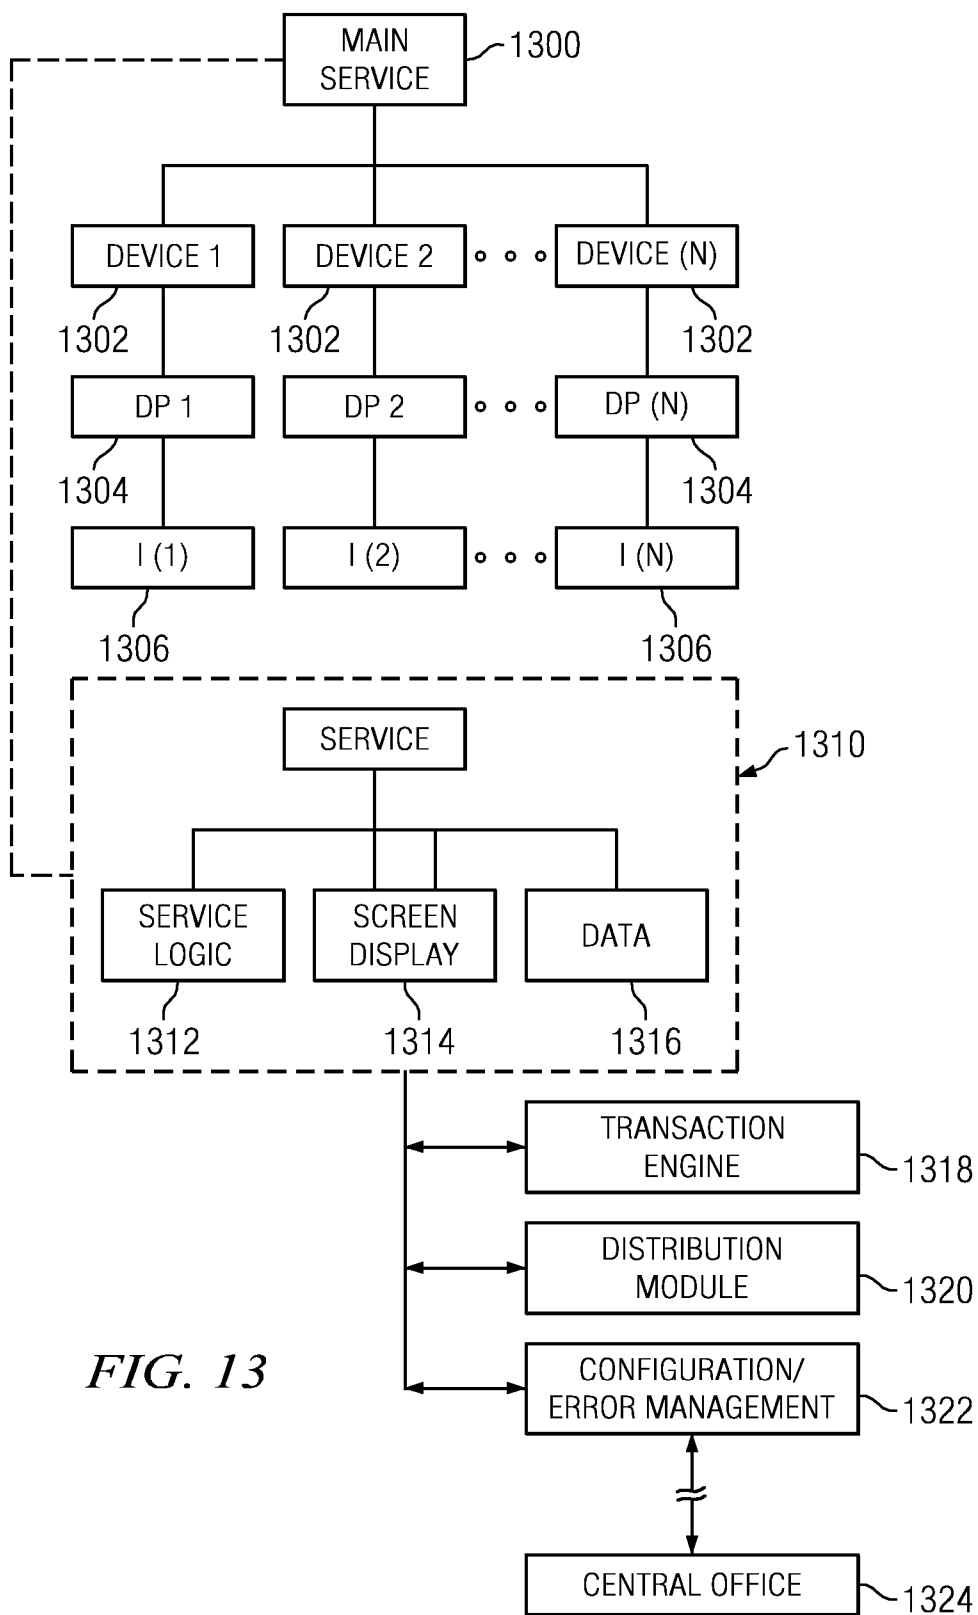 MAIN
SERVICE
1300
DEVICE 1
DEVICE 2
DEVICE (N)
1302
1302
1302
DP 1
DP 2
DP (N)
1304
1304
I (1)
I (2)
I (N)
1306
1306
SERVICE
1310
SERVICE
LOGIC
SCREEN
DISPLAY
DATA
1312
1314
1316
TRANSACTION
ENGINE
1318
DISTRIBUTION
MODULE
1320
FIG. 13
CONFIGURATION/
ERROR MANAGEMENT
1322
CENTRAL OFFICE
1324